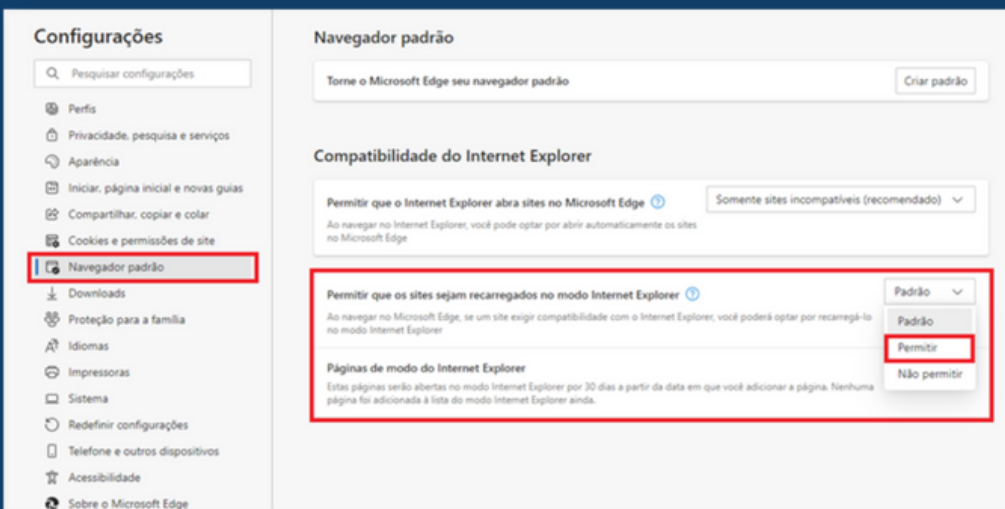 Configurações
Pesquisar configurações
Perfis
Privacidade, pesquisa e serviços
Aparência
Iniciar, página inicial e novas guias
Compartilhar, copiar e colar
Cookies e permissões de site
Navegador padrão
Downloads
Proteção para a família
Idiomas
Impressoras
Sistema
Redefinir configurações
Telefone e outros dispositivos
Acessibilidade
Sobre o Microsoft Edge
Navegador padrão
Torne o Microsoft Edge seu navegador padrão
Criar padrão
Compatibilidade do Internet Explorer
Permitir que o Internet Explorer abra sites no Microsoft Edge
Somente sites incompatíveis (recomendado)
Ao navegar no Internet Explorer, você pode optar por abrir automaticamente os sites
no Microsoft Edge
Permitir que os sites sejam recarregados no modo Internet Explorer
Padrão
Ao navegar no Microsoft Edge, se um site exigir compatibilidade com o Internet Explorer, você poderá optar por recarregá-lo
no modo Internet Explorer
Padrão
Permitir
Não permitir
Páginas de modo do Internet Explorer
Estas páginas serão abertas no modo Internet Explorer por 30 dias a partir da data em que você adicionar a página. Nenhuma
página foi adicionada à lista do modo Internet Explorer ainda.